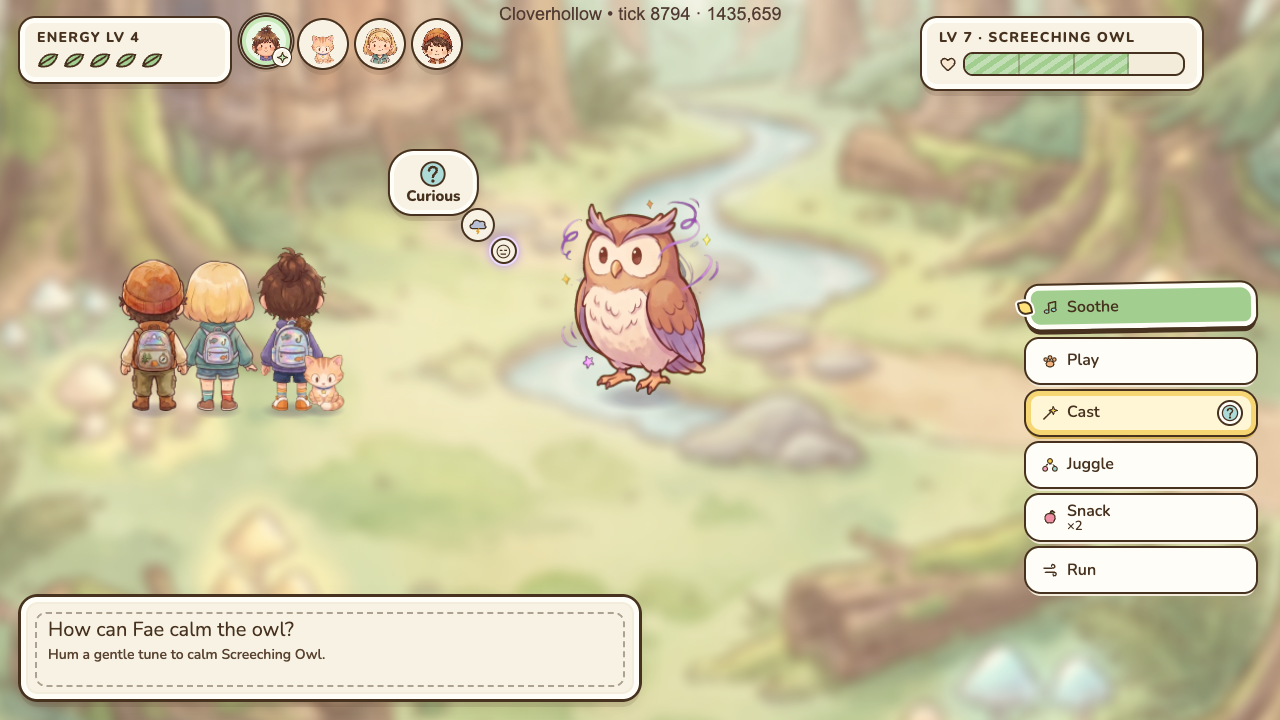 Cloverhollow • tick 8794 · 1435,659
ENERGY LV 4
LV 7 · SCREECHING OWL
?
Curious
Soothe
Play
Cast
?
Juggle
Snack
×2
Run
How can Fae calm the owl?
Hum a gentle tune to calm Screeching Owl.